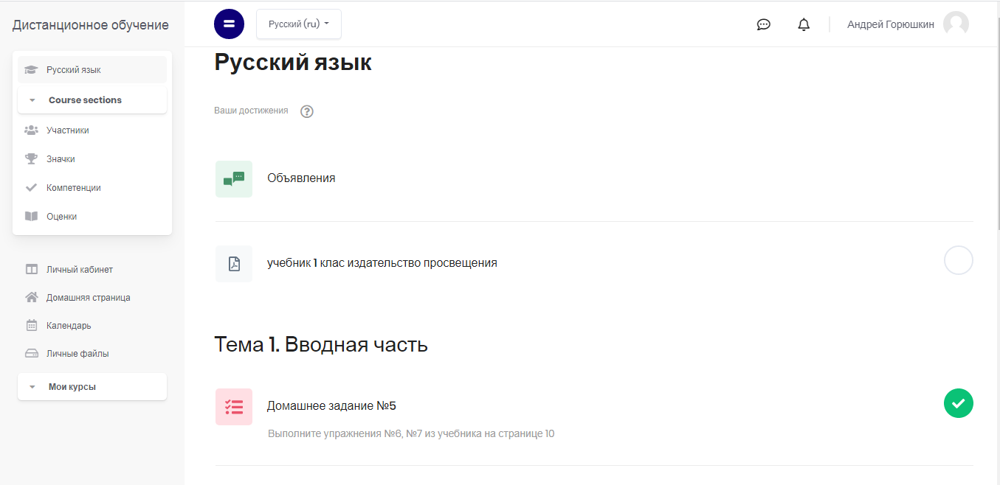 Дистанционное обучение
Русский язык
Course sections
Участники
Значки
Компетенции
Оценки
Личный кабинет
Домашняя страница
Календарь
Личные файлы
Мои курсы
Русский (ru)
Андрей Горюшкин
Русский язык
Ваши достижения
Объявления
учебник 1 клас издательство просвещения
Тема 1. Вводная часть
Домашнее задание №5
Выполните упражнения №6, №7 из учебника на странице 10